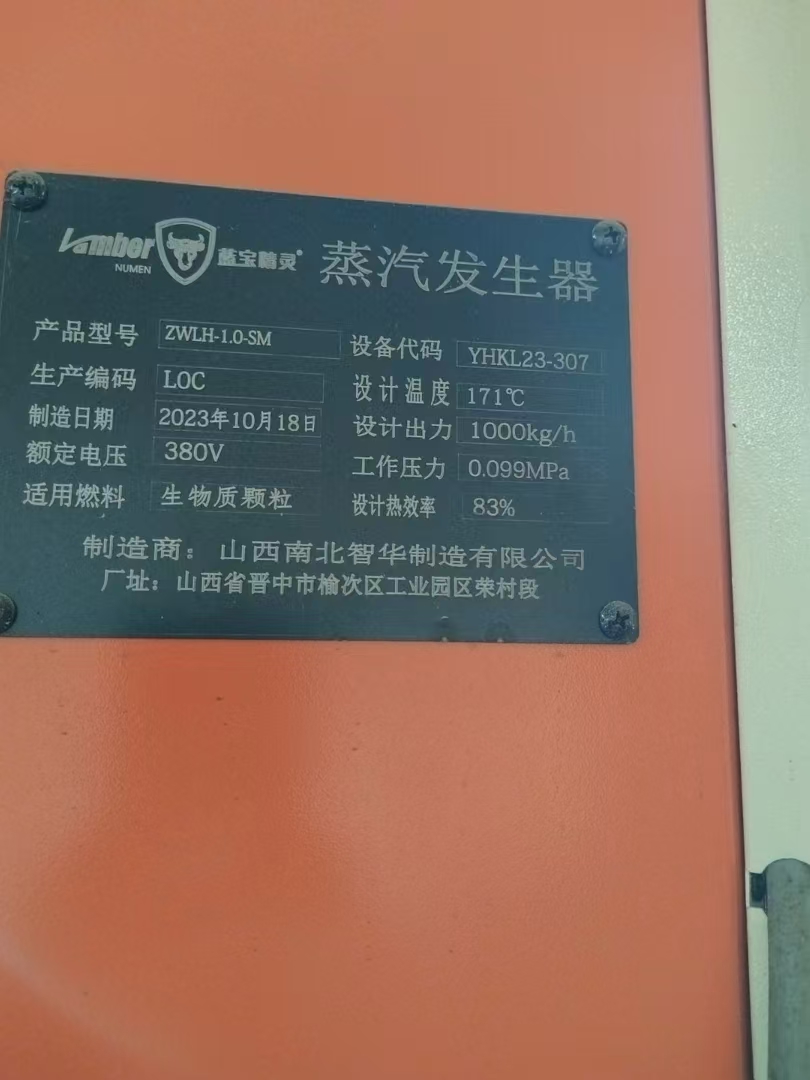 Lamber
NUMEN
蓝宝精灵® 蒸汽发生器
产品型号 ZWLH-1.0-SM 设备代码 YHKL23-307
生产编码 LOC 设计温度 171℃
制造日期 2023年10月18日 设计出力 1000kg/h
额定电压 380V 工作压力 0.099MPa
适用燃料 生物质颗粒 设计热效率 83%
制造商：山西南北智华制造有限公司
厂址：山西省晋中市榆次区工业园区荣村段